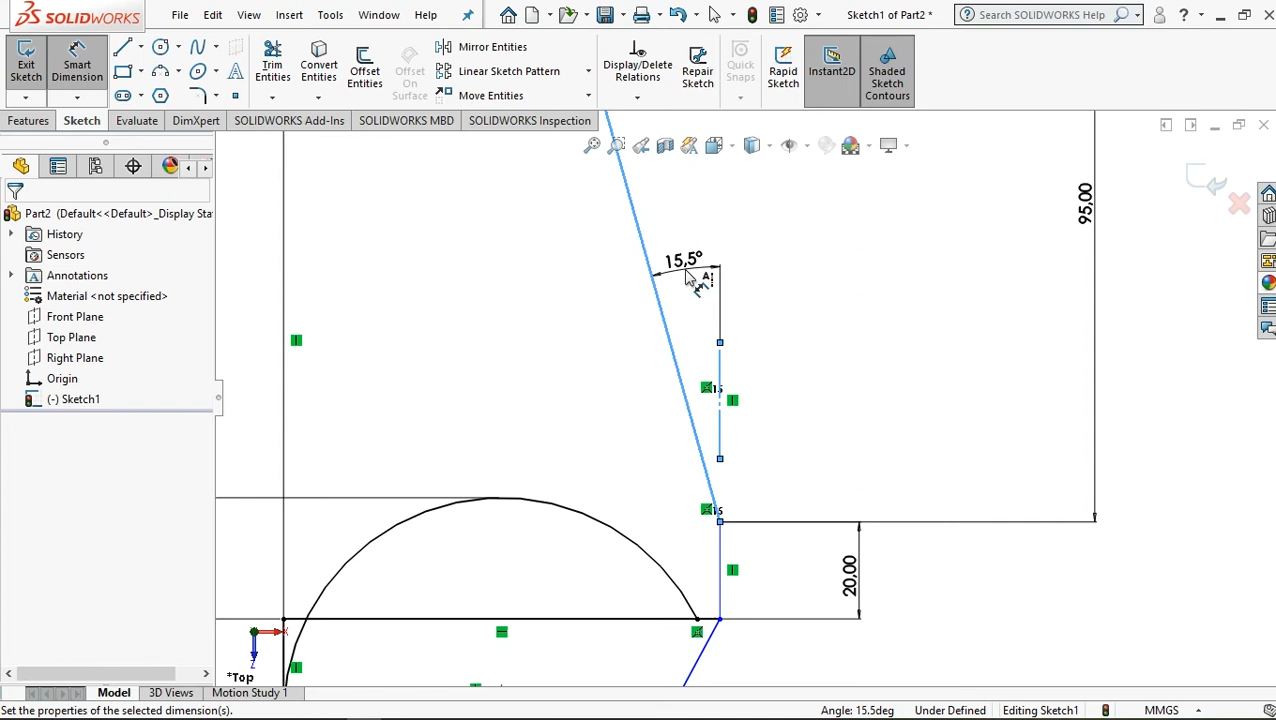 SOLIDWORKS
File Edit View Insert Tools Window Help
Sketch1 of Part2 *
Search SOLIDWORKS Help
?
Exit Sketch
Smart Dimension
Trim Entities
Convert Entities
Offset Entities
Offset On Surface
Mirror Entities
Linear Sketch Pattern
Move Entities
Display/Delete Relations
Repair Sketch
Quick Snaps
Rapid Sketch
Instant2D
Shaded Sketch Contours
Features Sketch Evaluate DimXpert SOLIDWORKS Add-Ins SOLIDWORKS MBD SOLIDWORKS Inspection
Part2 (Default<<Default>_Display Sta
History
Sensors
Annotations
Material <not specified>
Front Plane
Top Plane
Right Plane
Origin
(-) Sketch1
15,5°
95,00
15
15
20,00
Z
*Top
Model 3D Views Motion Study 1
Set the properties of the selected dimension(s).
Angle: 15.5deg Under Defined Editing Sketch1 MMGS